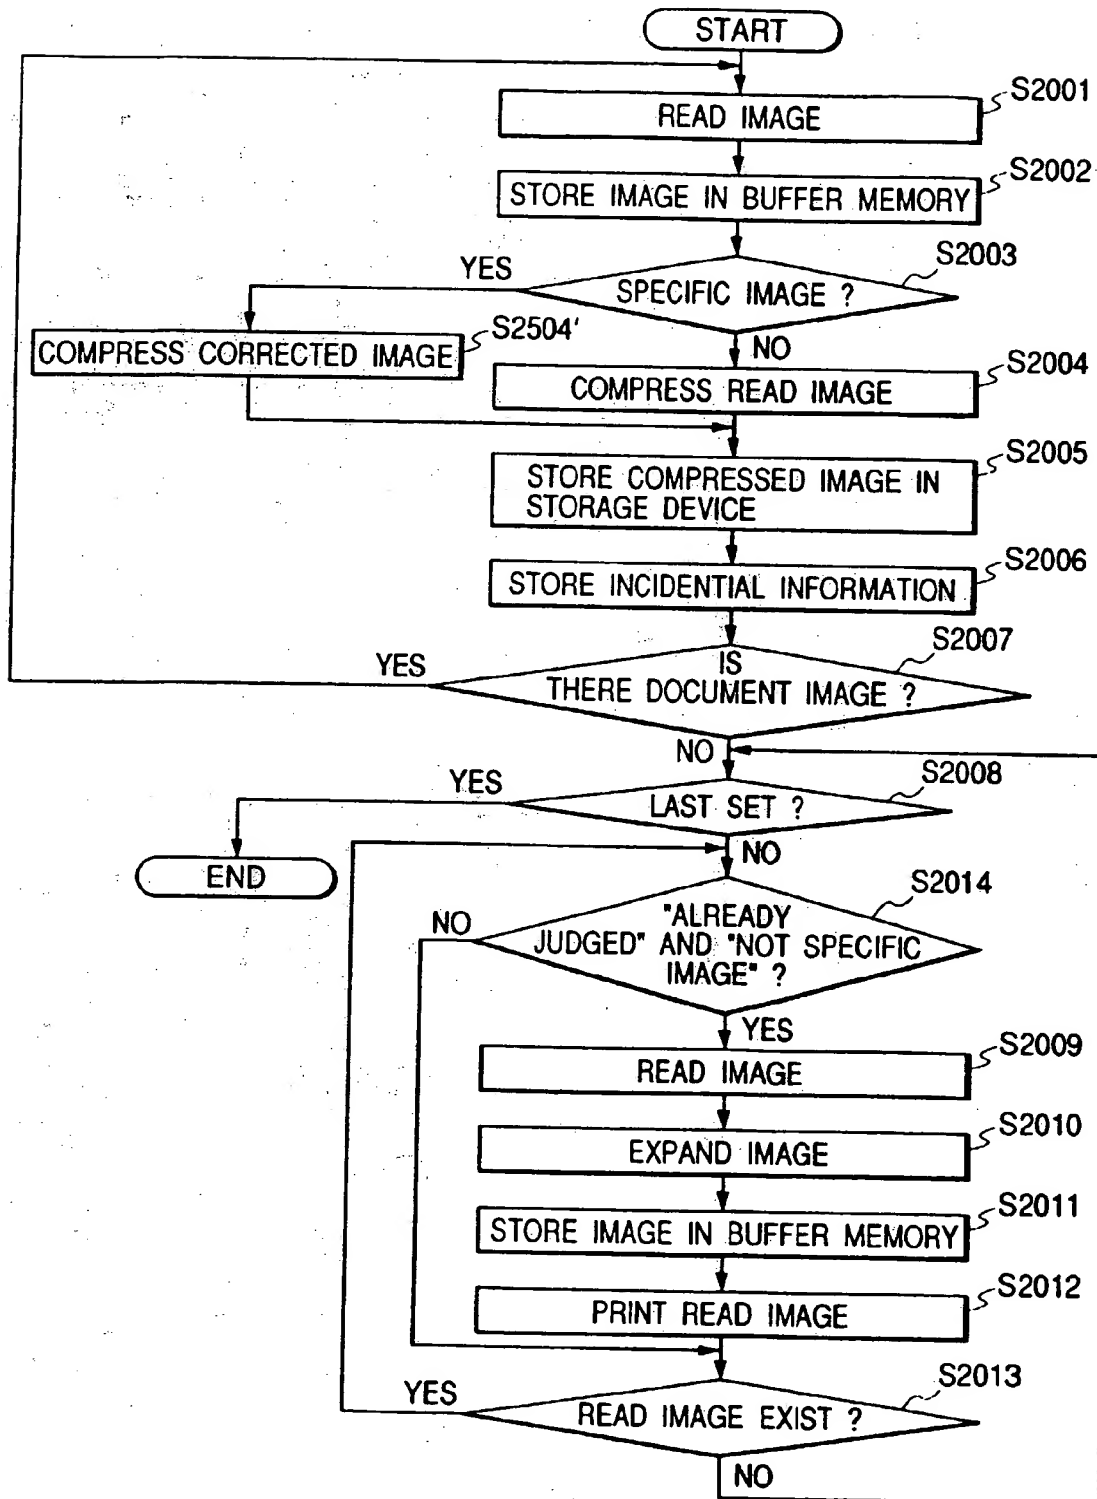 START
READ IMAGE
S2001
STORE IMAGE IN BUFFER MEMORY
S2002
SPECIFIC IMAGE ?
S2003
YES
NO
COMPRESS CORRECTED IMAGE
S2504'
COMPRESS READ IMAGE
S2004
STORE COMPRESSED IMAGE IN
STORAGE DEVICE
S2005
STORE INCIDENTIAL INFORMATION
S2006
IS
THERE DOCUMENT IMAGE ?
S2007
YES
NO
LAST SET ?
S2008
YES
NO
END
"ALREADY
JUDGED" AND "NOT SPECIFIC
IMAGE" ?
S2014
NO
YES
READ IMAGE
S2009
EXPAND IMAGE
S2010
STORE IMAGE IN BUFFER MEMORY
S2011
PRINT READ IMAGE
S2012
READ IMAGE EXIST ?
S2013
YES
NO